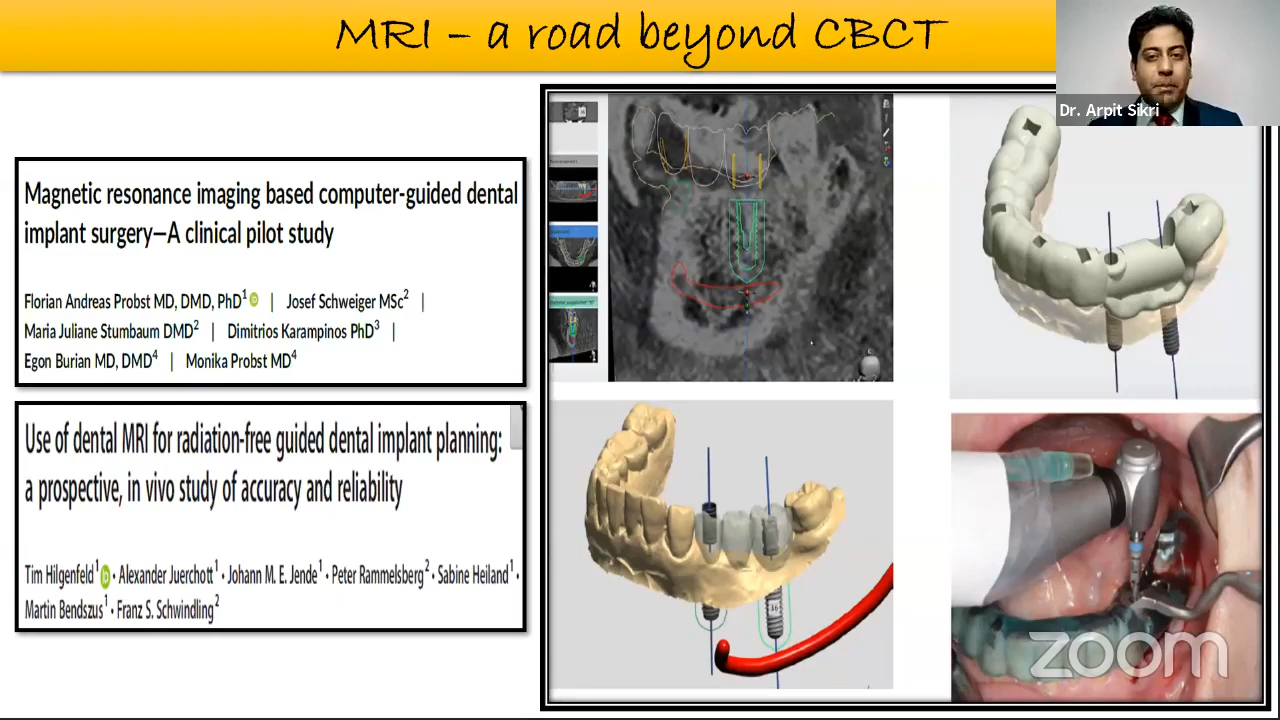 MRI – a road beyond CBCT
Dr. Arpit Sikri
Magnetic resonance imaging based computer-guided dental
implant surgery—A clinical pilot study
Florian Andreas Probst MD, DMD, PhD¹ | Josef Schweiger MSc² |
Maria Juliane Stumbaum DMD² | Dimitrios Karampinos PhD³ |
Egon Burian MD, DMD⁴ | Monika Probst MD⁴
Use of dental MRI for radiation-free guided dental implant planning:
a prospective, in vivo study of accuracy and reliability
Tim Hilgenfeld¹ · Alexander Juerchott¹ · Johann M. E. Jende¹ · Peter Rammelsberg² · Sabine Heiland¹ ·
Martin Bendszus¹ · Franz S. Schwindling²
36
zoom